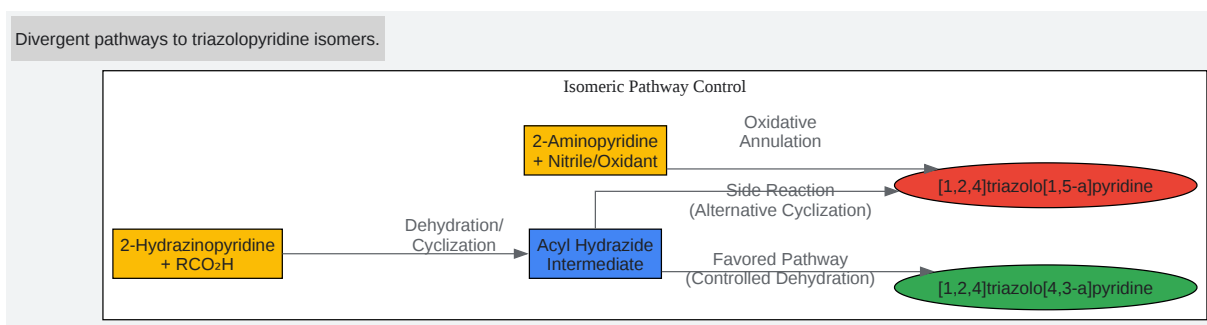 Divergent pathways to triazolopyridine isomers.
Isomeric Pathway Control
2-Aminopyridine
+ Nitrile/Oxidant
Oxidative
Annulation
[1,2,4]triazolo[1,5-a]pyridine
Side Reaction
(Alternative Cyclization)
2-Hydrazinopyridine
+ RCO₂H
Dehydration/
Cyclization
Acyl Hydrazide
Intermediate
Favored Pathway
(Controlled Dehydration)
[1,2,4]triazolo[4,3-a]pyridine